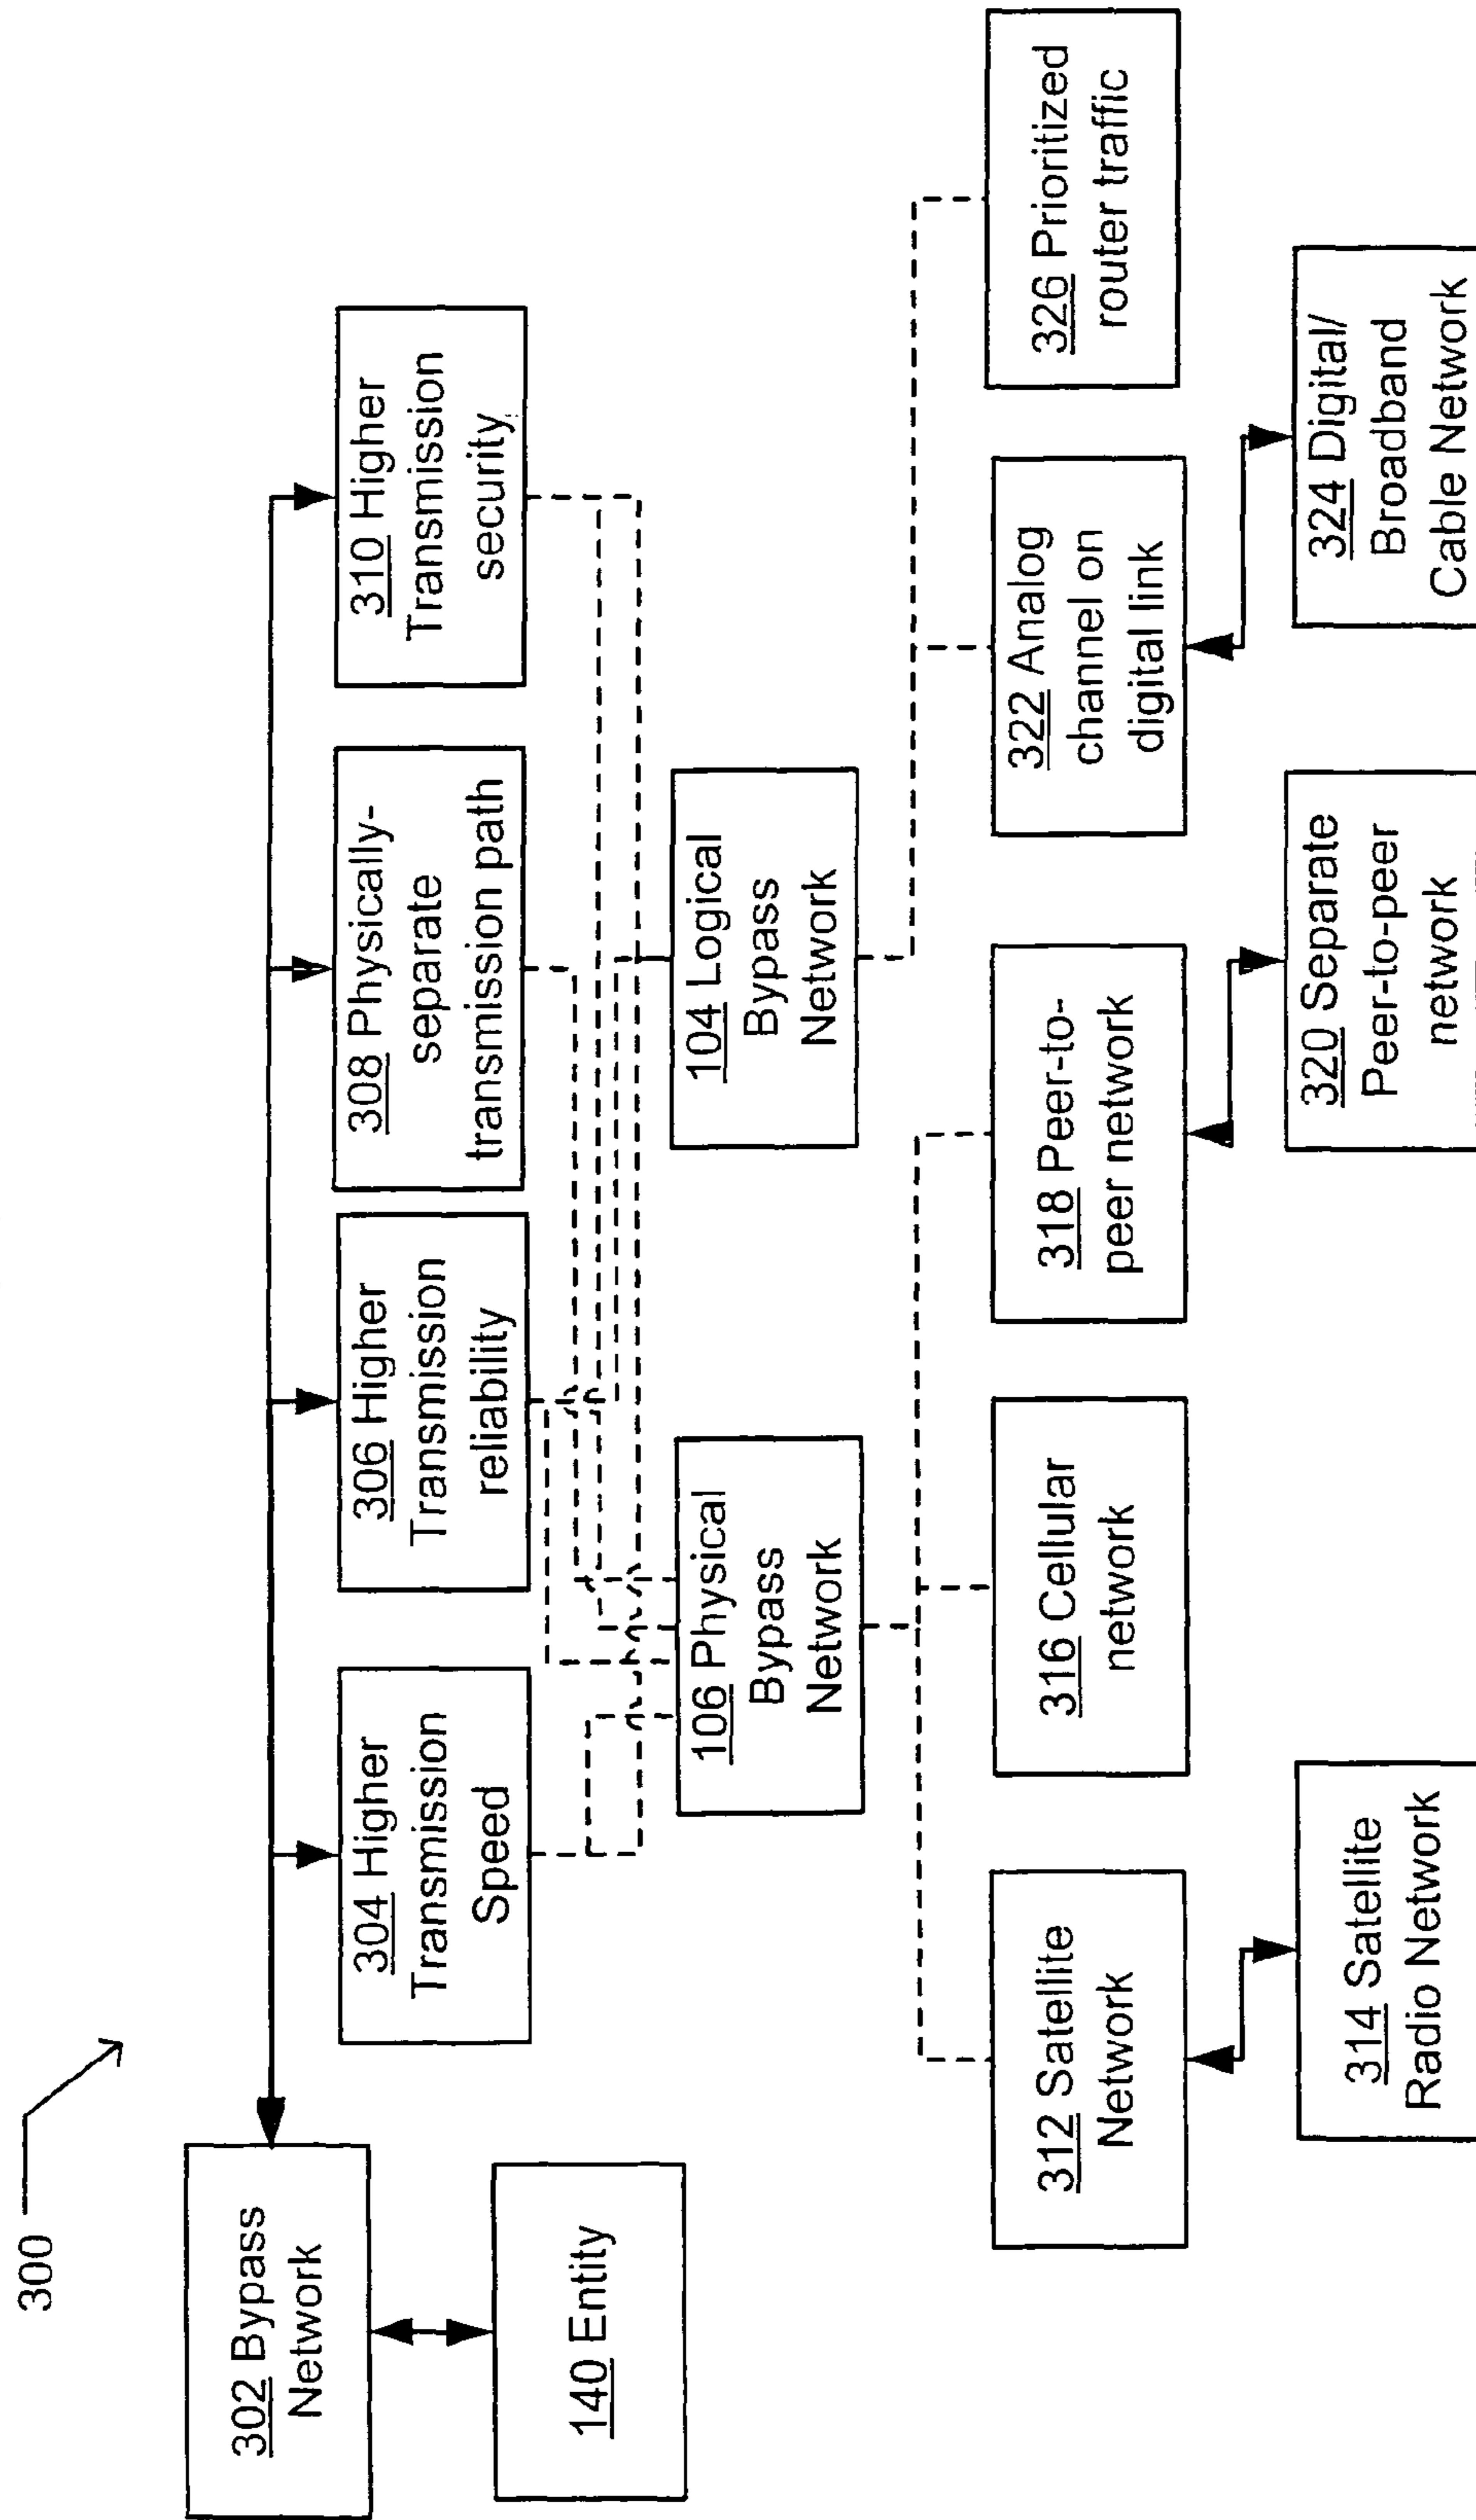 300
302 Bypass
Network
140 Entity
304 Higher
Transmission
Speed
306 Higher
Transmission
reliability
308 Physically-
separate
transmission path
310 Higher
Transmission
security
106 Physical
Bypass
Network
104 Logical
Bypass
Network
312 Satellite
Network
316 Cellular
network
318 Peer-to-
peer network
322 Analog
channel on
digital link
326 Prioritized
router traffic
314 Satellite
Radio Network
320 Separate
Peer-to-peer
network
324 Digital/
Broadband
Cable Network